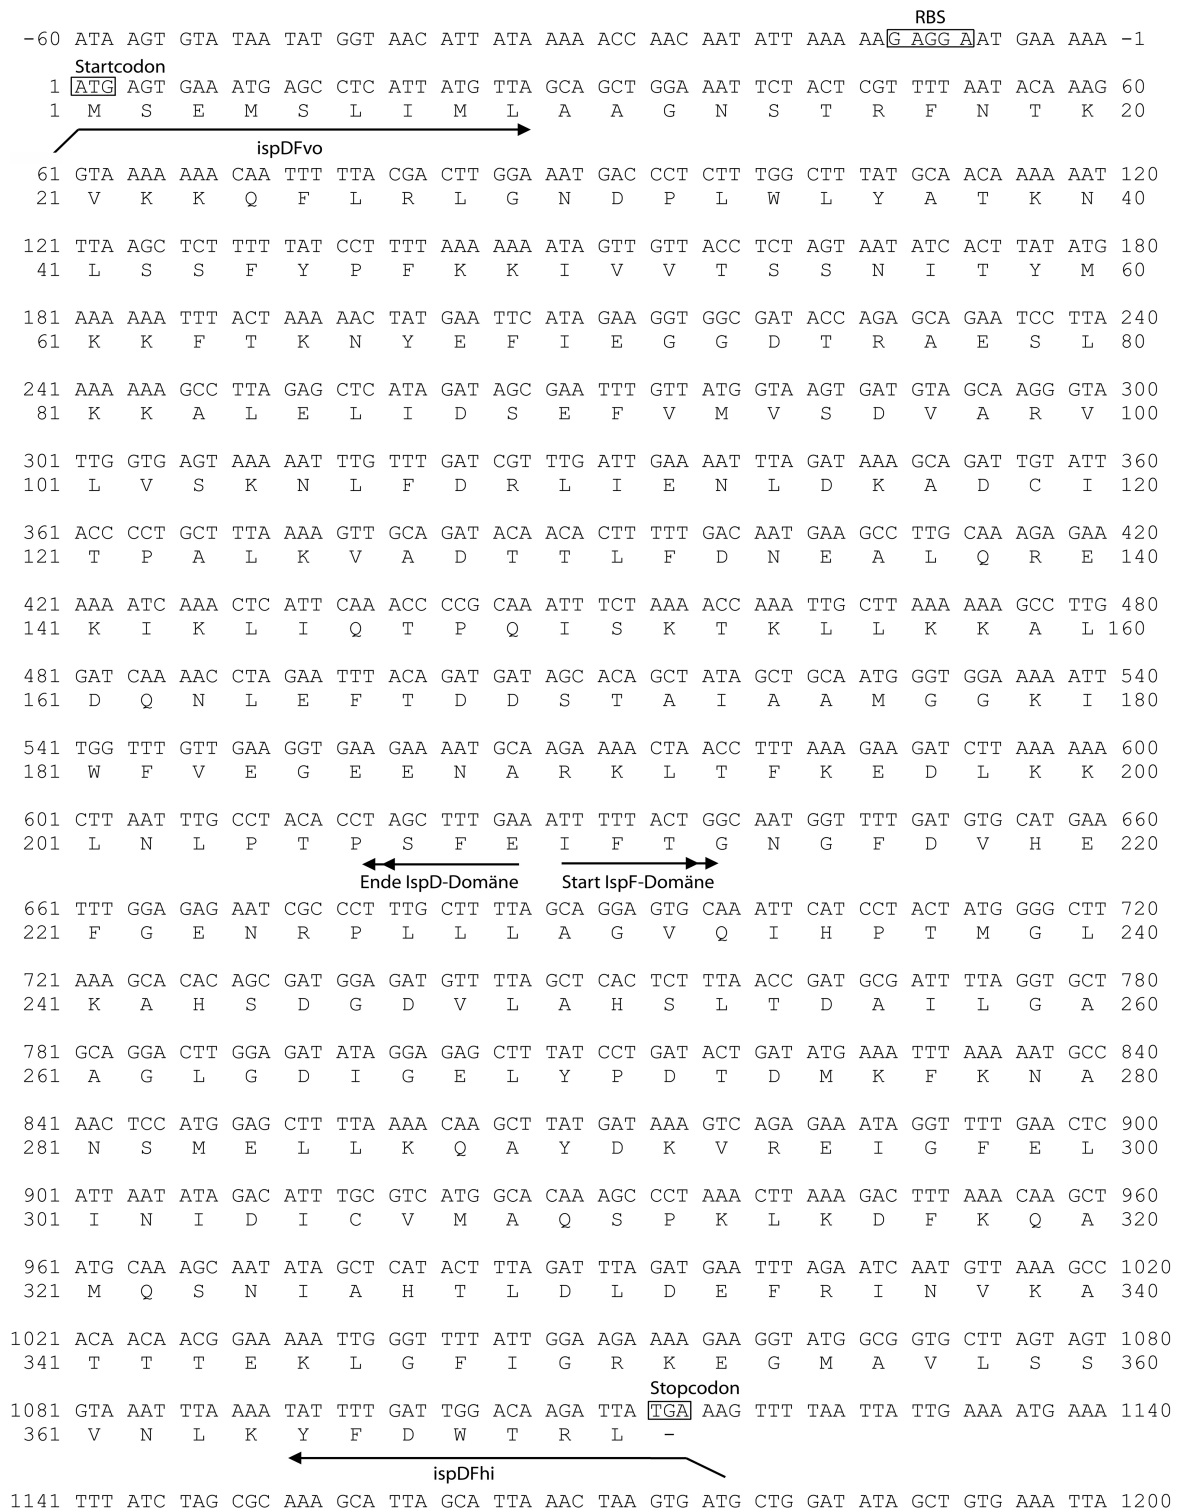 RBS
-60 ATA AGT GTA TAA TAT GGT AAC ATT ATA AAA ACC AAC AAT ATT AAA AAG AGGA AT GAA AAA -1
Startcodon
1 ATG AGT GAA ATG AGC CTC ATT ATG TTA GCA GCT GGA AAT TCT ACT CGT TTT AAT ACA AAG 60
1 M S E M S L I M L A A G N S T R F N T K 20
ispDFvo
61 GTA AAA AAA CAA TTT TTA CGA CTT GGA AAT GAC CCT CTT TGG CTT TAT GCA ACA AAA AAT 120
21 V K K Q F L R L G N D P L W L Y A T K N 40
121 TTA AGC TCT TTT TAT CCT TTT AAA AAA ATA GTT GTT ACC TCT AGT AAT ATC ACT TAT ATG 180
41 L S S F Y P F K K I V V T S S N I T Y M 60
181 AAA AAA TTT ACT AAA AAC TAT GAA TTC ATA GAA GGT GGC GAT ACC AGA GCA GAA TCC TTA 240
61 K K F T K N Y E F I E G G D T R A E S L 80
241 AAA AAA GCC TTA GAG CTC ATA GAT AGC GAA TTT GTT ATG GTA AGT GAT GTA GCA AGG GTA 300
81 K K A L E L I D S E F V M V S D V A R V 100
301 TTG GTG AGT AAA AAT TTG TTT GAT CGT TTG ATT GAA AAT TTA GAT AAA GCA GAT TGT ATT 360
101 L V S K N L F D R L I E N L D K A D C I 120
361 ACC CCT GCT TTA AAA GTT GCA GAT ACA ACA CTT TTT GAC AAT GAA GCC TTG CAA AGA GAA 420
121 T P A L K V A D T T L F D N E A L Q R E 140
421 AAA ATC AAA CTC ATT CAA ACC CCG CAA ATT TCT AAA ACC AAA TTG CTT AAA AAA GCC TTG 480
141 K I K L I Q T P Q I S K T K L L K K A L 160
481 GAT CAA AAC CTA GAA TTT ACA GAT GAT AGC ACA GCT ATA GCT GCA ATG GGT GGA AAA ATT 540
161 D Q N L E F T D D S T A I A A M G G K I 180
541 TGG TTT GTT GAA GGT GAA GAA AAT GCA AGA AAA CTA ACC TTT AAA GAA GAT CTT AAA AAA 600
181 W F V E G E E N A R K L T F K E D L K K 200
601 CTT AAT TTG CCT ACA CCT AGC TTT GAA ATT TTT ACT GGC AAT GGT TTT GAT GTG CAT GAA 660
201 L N L P T P S F E I F T G N G F D V H E 220
Ende IspD-Domäne Start IspF-Domäne
661 TTT GGA GAG AAT CGC CCT TTG CTT TTA GCA GGA GTG CAA ATT CAT CCT ACT ATG GGG CTT 720
221 F G E N R P L L L A G V Q I H P T M G L 240
721 AAA GCA CAC AGC GAT GGA GAT GTT TTA GCT CAC TCT TTA ACC GAT GCG ATT TTA GGT GCT 780
241 K A H S D G D V L A H S L T D A I L G A 260
781 GCA GGA CTT GGA GAT ATA GGA GAG CTT TAT CCT GAT ACT GAT ATG AAA TTT AAA AAT GCC 840
261 A G L G D I G E L Y P D T D M K F K N A 280
841 AAC TCC ATG GAG CTT TTA AAA CAA GCT TAT GAT AAA GTC AGA GAA ATA GGT TTT GAA CTC 900
281 N S M E L L K Q A Y D K V R E I G F E L 300
901 ATT AAT ATA GAC ATT TGC GTC ATG GCA CAA AGC CCT AAA CTT AAA GAC TTT AAA CAA GCT 960
301 I N I D I C V M A Q S P K L K D F K Q A 320
961 ATG CAA AGC AAT ATA GCT CAT ACT TTA GAT TTA GAT GAA TTT AGA ATC AAT GTT AAA GCC 1020
321 M Q S N I A H T L D L D E F R I N V K A 340
1021 ACA ACA ACG GAA AAA TTG GGT TTT ATT GGA AGA AAA GAA GGT ATG GCG GTG CTT AGT AGT 1080
341 T T T E K L G F I G R K E G M A V L S S 360
Stopcodon
1081 GTA AAT TTA AAA TAT TTT GAT TGG ACA AGA TTA TGA AAG TTT TAA TTA TTG AAA ATG AAA 1140
361 V N L K Y F D W T R L -
ispDFhi
1141 TTT ATC TAG CGC AAA GCA TTA GCA TTA AAC TAA GTG ATG CTG GAT ATA GCT GTG AAA TTA 1200